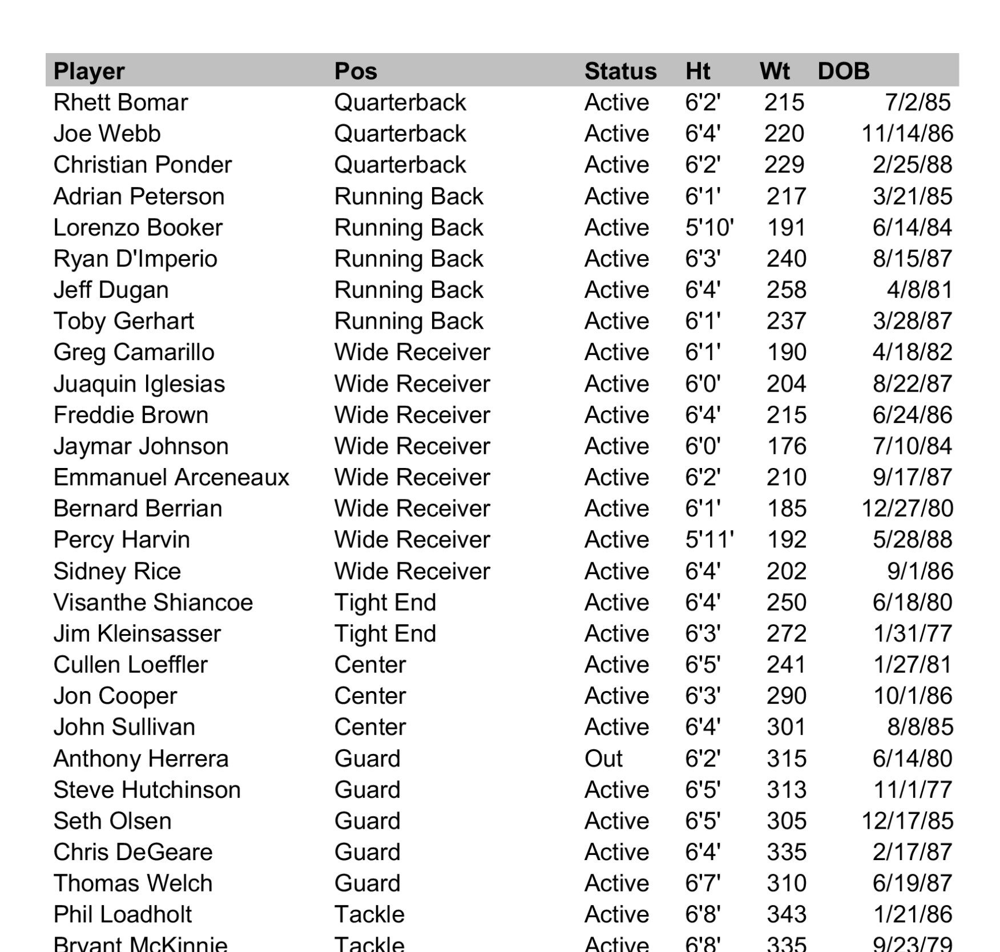 Player Pos Status Ht Wt DOB
Rhett Bomar Quarterback Active 6'2' 215 7/2/85
Joe Webb Quarterback Active 6'4' 220 11/14/86
Christian Ponder Quarterback Active 6'2' 229 2/25/88
Adrian Peterson Running Back Active 6'1' 217 3/21/85
Lorenzo Booker Running Back Active 5'10' 191 6/14/84
Ryan D'Imperio Running Back Active 6'3' 240 8/15/87
Jeff Dugan Running Back Active 6'4' 258 4/8/81
Toby Gerhart Running Back Active 6'1' 237 3/28/87
Greg Camarillo Wide Receiver Active 6'1' 190 4/18/82
Juaquin Iglesias Wide Receiver Active 6'0' 204 8/22/87
Freddie Brown Wide Receiver Active 6'4' 215 6/24/86
Jaymar Johnson Wide Receiver Active 6'0' 176 7/10/84
Emmanuel Arceneaux Wide Receiver Active 6'2' 210 9/17/87
Bernard Berrian Wide Receiver Active 6'1' 185 12/27/80
Percy Harvin Wide Receiver Active 5'11' 192 5/28/88
Sidney Rice Wide Receiver Active 6'4' 202 9/1/86
Visanthe Shiancoe Tight End Active 6'4' 250 6/18/80
Jim Kleinsasser Tight End Active 6'3' 272 1/31/77
Cullen Loeffler Center Active 6'5' 241 1/27/81
Jon Cooper Center Active 6'3' 290 10/1/86
John Sullivan Center Active 6'4' 301 8/8/85
Anthony Herrera Guard Out 6'2' 315 6/14/80
Steve Hutchinson Guard Active 6'5' 313 11/1/77
Seth Olsen Guard Active 6'5' 305 12/17/85
Chris DeGeare Guard Active 6'4' 335 2/17/87
Thomas Welch Guard Active 6'7' 310 6/19/87
Phil Loadholt Tackle Active 6'8' 343 1/21/86
Bryant McKinnie Tackle Active 6'8' 335 9/23/79